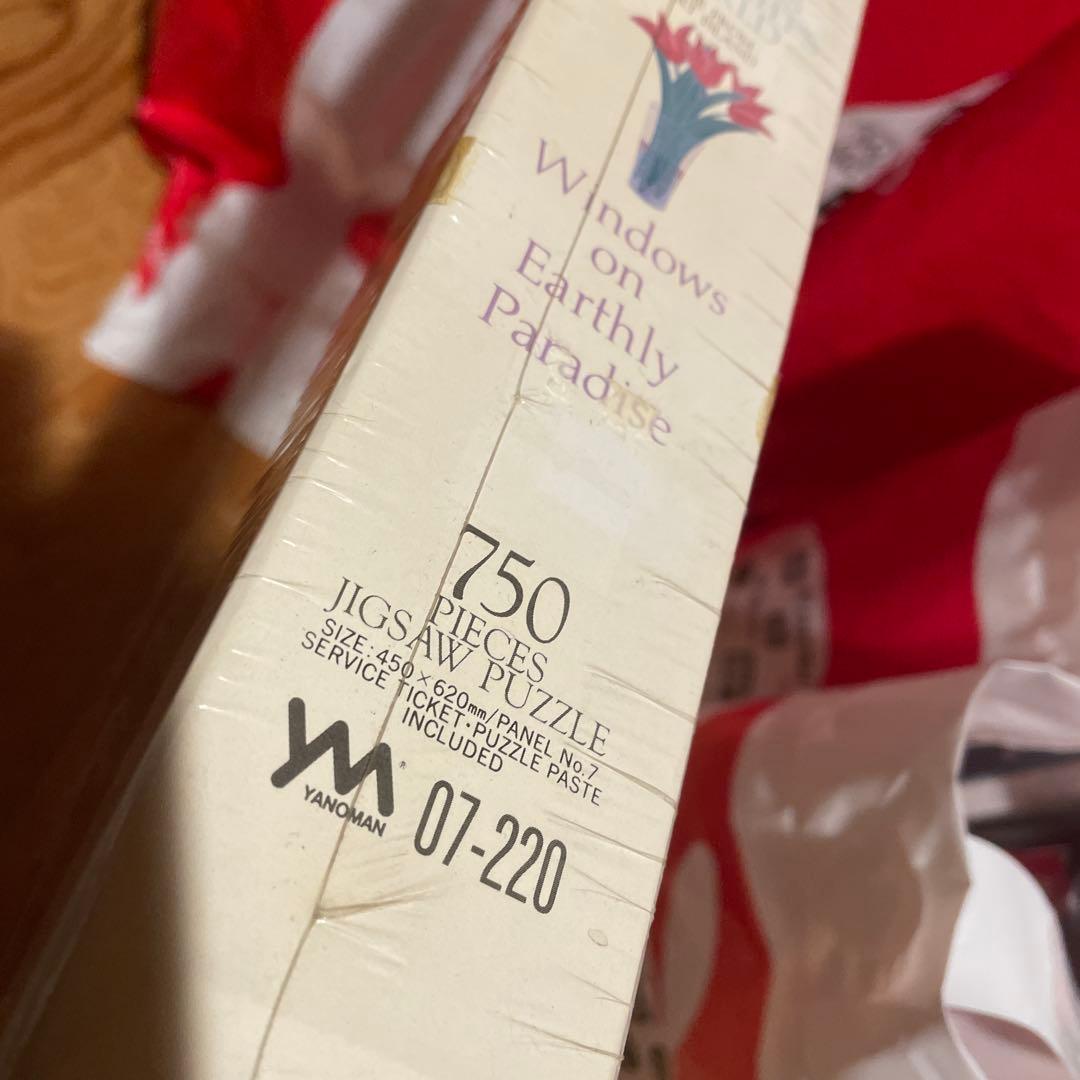 Windows
on
Earthly
Paradise
750
PIECES
JIGSAW PUZZLE
SIZE:450×620mm/PANEL No.7
SERVICE TICKET·PUZZLE PASTE
INCLUDED
YM®
YANOMAN
07-220